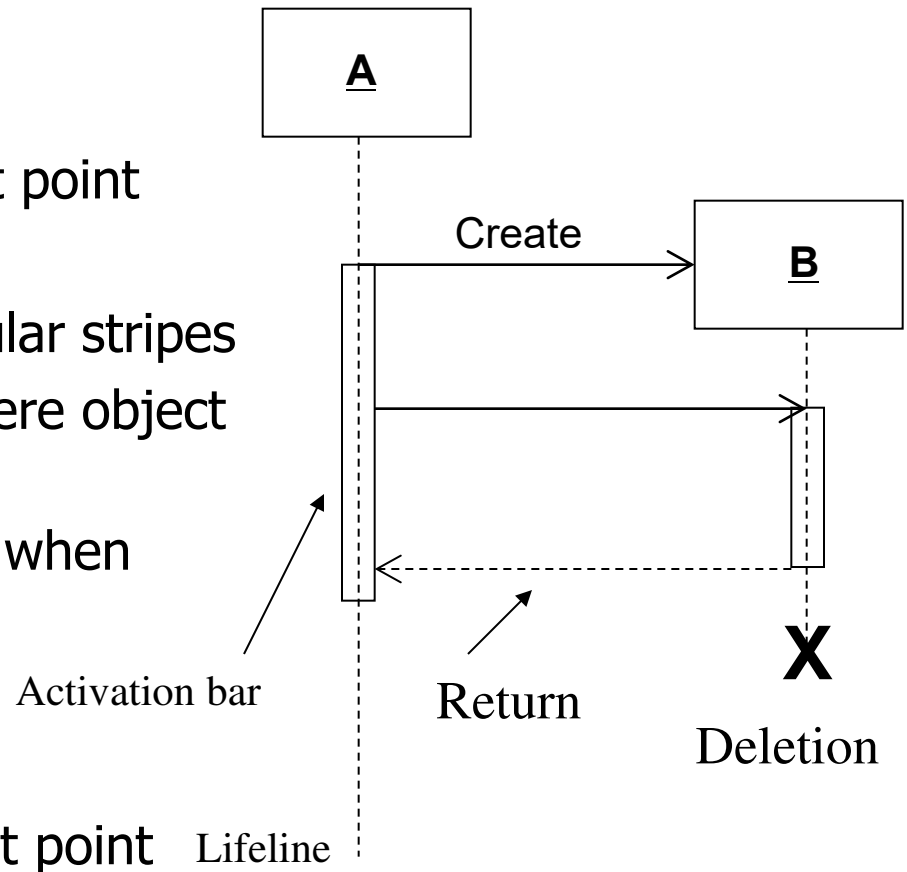 A
t point
Create
B
ular stripes
ere object
when
Activation bar
Return
X
Deletion
t point
Lifeline